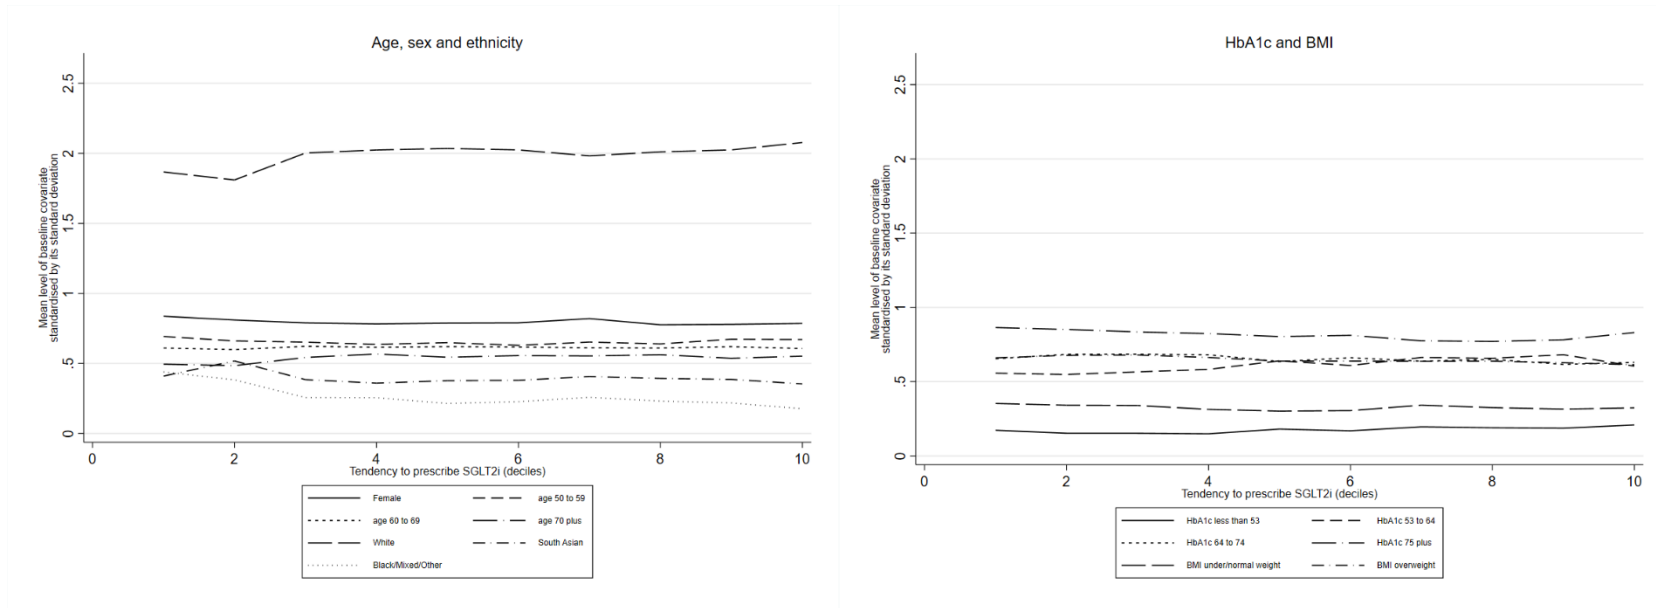 Age, sex and ethnicity
Mean level of baseline covariate
standardised by its standard deviation
2.5
2
1.5
1
.5
0
0 2 4 6 8 10
Tendency to prescribe SGLT2i (deciles)
Female age 50 to 59
age 60 to 69 age 70 plus
White South Asian
Black/Mixed/Other
HbA1c and BMI
Mean level of baseline covariate
standardised by its standard deviation
2.5
2
1.5
1
.5
0
0 2 4 6 8 10
Tendency to prescribe SGLT2i (deciles)
HbA1c less than 53 HbA1c 53 to 64
HbA1c 64 to 74 HbA1c 75 plus
BMI under/normal weight BMI overweight